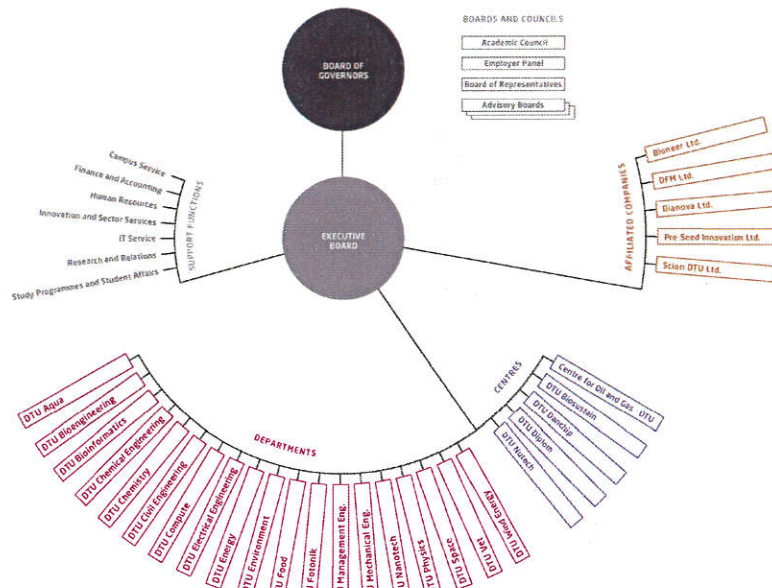 BOARD OF
GOVERNORS
BOARDS AND COUNCILS
Academic Council
Employer Panel
Board of Representatives
Advisory Boards
EXECUTIVE
BOARD
SUPPORT FUNCTIONS
Campus Service
Finance and Accounting
Human Resources
Innovation and Sector Services
IT Service
Research and Relations
Study Programmes and Student Affairs
AFFILIATED COMPANIES
Bioneer Ltd.
DFM Ltd.
Dianova Ltd.
Pre-Seed Innovation Ltd.
Scion DTU Ltd.
DEPARTMENTS
DTU Aqua
DTU Bioengineering
DTU Bioinformatics
DTU Chemical Engineering
DTU Chemistry
DTU Civil Engineering
DTU Compute
DTU Electrical Engineering
DTU Energy
DTU Environment
DTU Food
Fotonik
Management Eng.
Mechanical Eng.
Nanotech
DTU Physics
DTU Space
DTU Vet
DTU Wind Energy
CENTRES
Centre for Oil and Gas DTU
DTU Biosustain
DTU Danchip
DTU Diplom
DTU Nutech